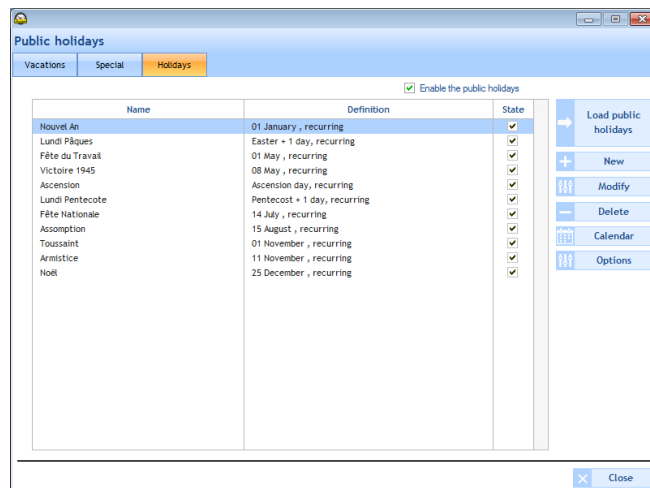 Public holidays
Vacations Special Holidays
Enable the public holidays
Name Definition State
Nouvel An 01 January , recurring
Lundi Pâques Easter + 1 day, recurring
Fête du Travail 01 May , recurring
Victoire 1945 08 May , recurring
Ascension Ascension day, recurring
Lundi Pentecote Pentecost + 1 day, recurring
Fête Nationale 14 July , recurring
Assomption 15 August , recurring
Toussaint 01 November , recurring
Armistice 11 November , recurring
Noël 25 December , recurring
Load public
holidays
New
Modify
Delete
Calendar
Options
Close